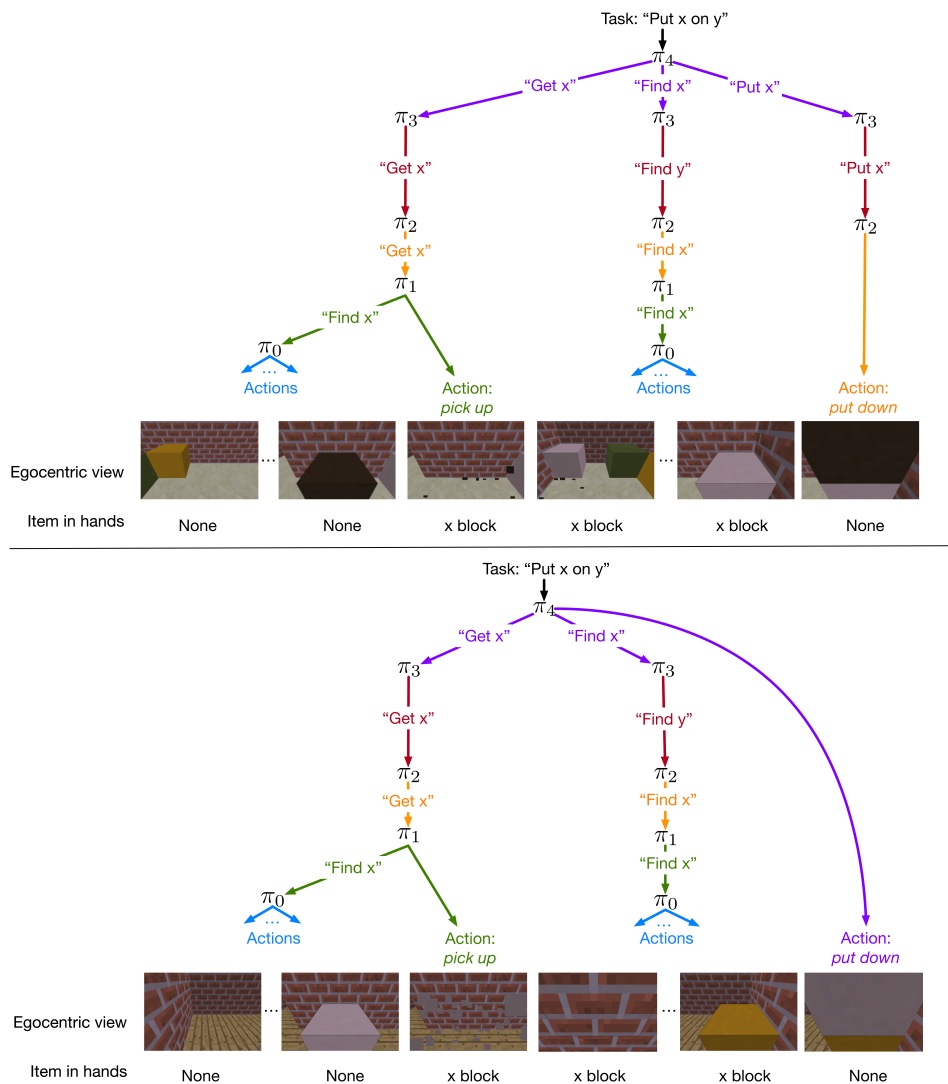 Task: “Put x on y”
π4
“Get x” “Find x” “Put x”
π3 π3 π3
“Get x” “Find y” “Put x”
π2 π2 π2
“Get x” “Find x”
π1 π1
“Find x” “Find x”
π0 π0
... ...
Actions Action: Actions Action:
pick up put down
Egocentric view ... ...
Item in hands None None x block x block x block None
Task: “Put x on y”
π4
“Get x” “Find x”
π3 π3
“Get x” “Find y”
π2 π2
“Get x” “Find x”
π1 π1
“Find x” “Find x”
π0 π0
... ...
Actions Action: Actions Action:
pick up put down
Egocentric view ... ...
Item in hands None None x block x block x block None